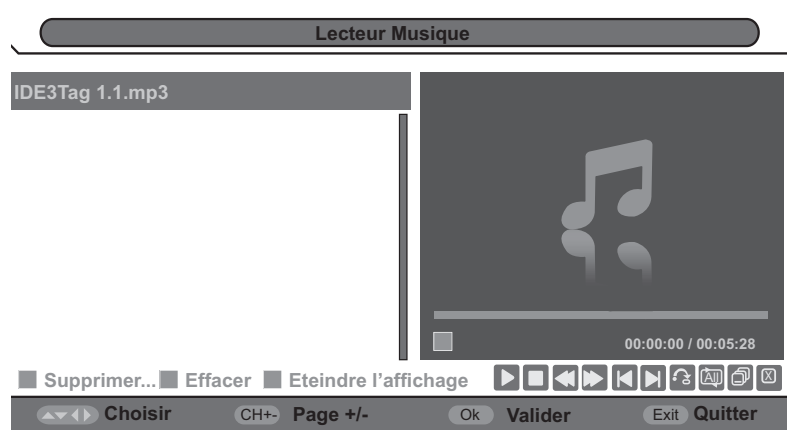 Lecteur Musique
IDE3Tag 1.1.mp3
00:00:00 / 00:05:28
Supprimer... Effacer Eteindre l'affichage All X
Choisir CH+- Page +/- Ok Valider Exit Quitter